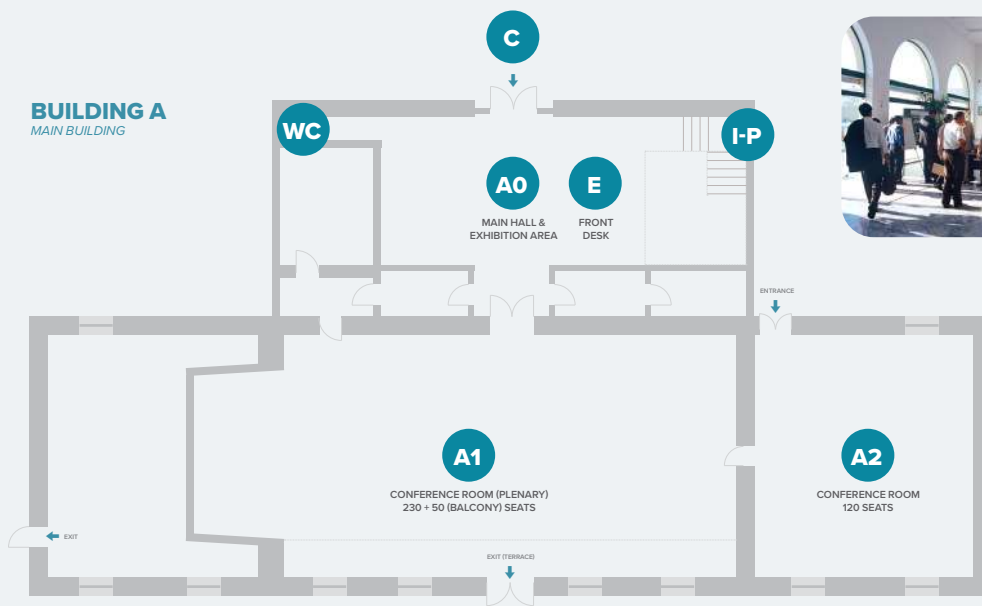 C
BUILDING A
MAIN BUILDING
WC
I-P
A0
E
MAIN HALL &
EXHIBITION AREA
FRONT
DESK
ENTRANCE
A1
CONFERENCE ROOM (PLENARY)
230 + 50 (BALCONY) SEATS
A2
CONFERENCE ROOM
120 SEATS
EXIT
EXIT (TERRACE)